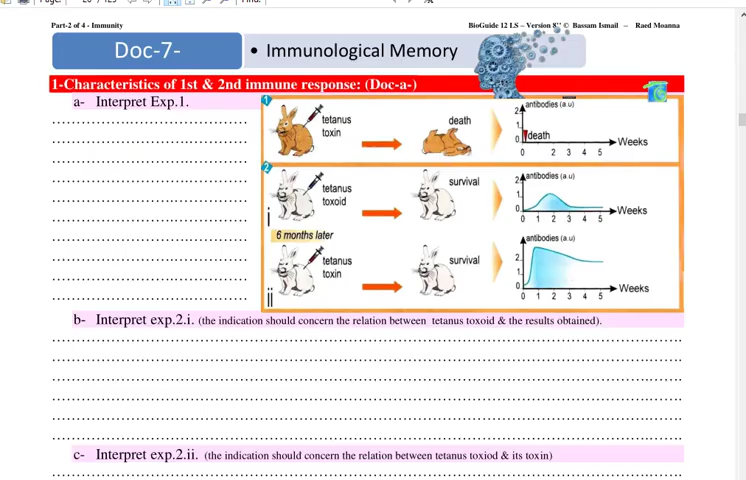 Part-2 of 4 - Immunity
BioGuide 12 LS – Version 8 © Bassam Ismail – Raed Moanna
Doc-7-
• Immunological Memory
1-Characteristics of 1st & 2nd immune response: (Doc-a-)
a- Interpret Exp.1.
1
tetanus
toxin
death
antibodies (a.u)
2
1
0
death
Weeks
0 2 3 4 5
2
i
tetanus
toxoid
survival
antibodies (a.u)
2
1
0
Weeks
0 1 2 3 4 5
6 months later
ii
tetanus
toxin
survival
antibodies (a.u)
2
1
0
Weeks
0 1 2 3 4 5
b- Interpret exp.2.i. (the indication should concern the relation between tetanus toxoid & the results obtained).
c- Interpret exp.2.ii. (the indication should concern the relation between tetanus toxiod & its toxin)